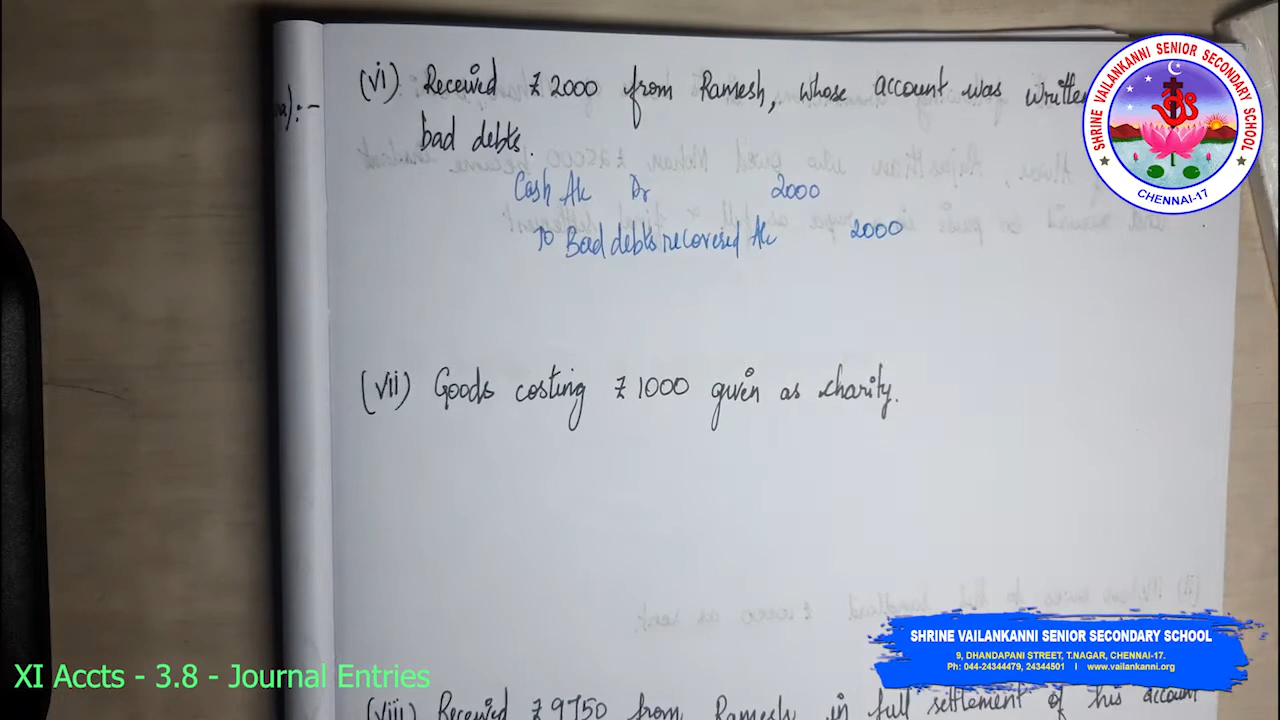 (vi) Received ₹ 2000 from Ramesh, whose account was written
bad debts.
Cash A/c Dr 2000
To Bad debts recovered A/c 2000
(vii) Goods costing ₹ 1000 given as charity.
(viii) Received ₹ 9750 from Ramesh in full settlement of his account
SHRINE VAILANKANNI SENIOR SECONDARY SCHOOL
CHENNAI-17
SHRINE VAILANKANNI SENIOR SECONDARY SCHOOL
9, DHANDAPANI STREET, T.NAGAR, CHENNAI-17.
Ph: 044-24344479, 24344501 I www.vailankanni.org
XI Accts - 3.8 - Journal Entries